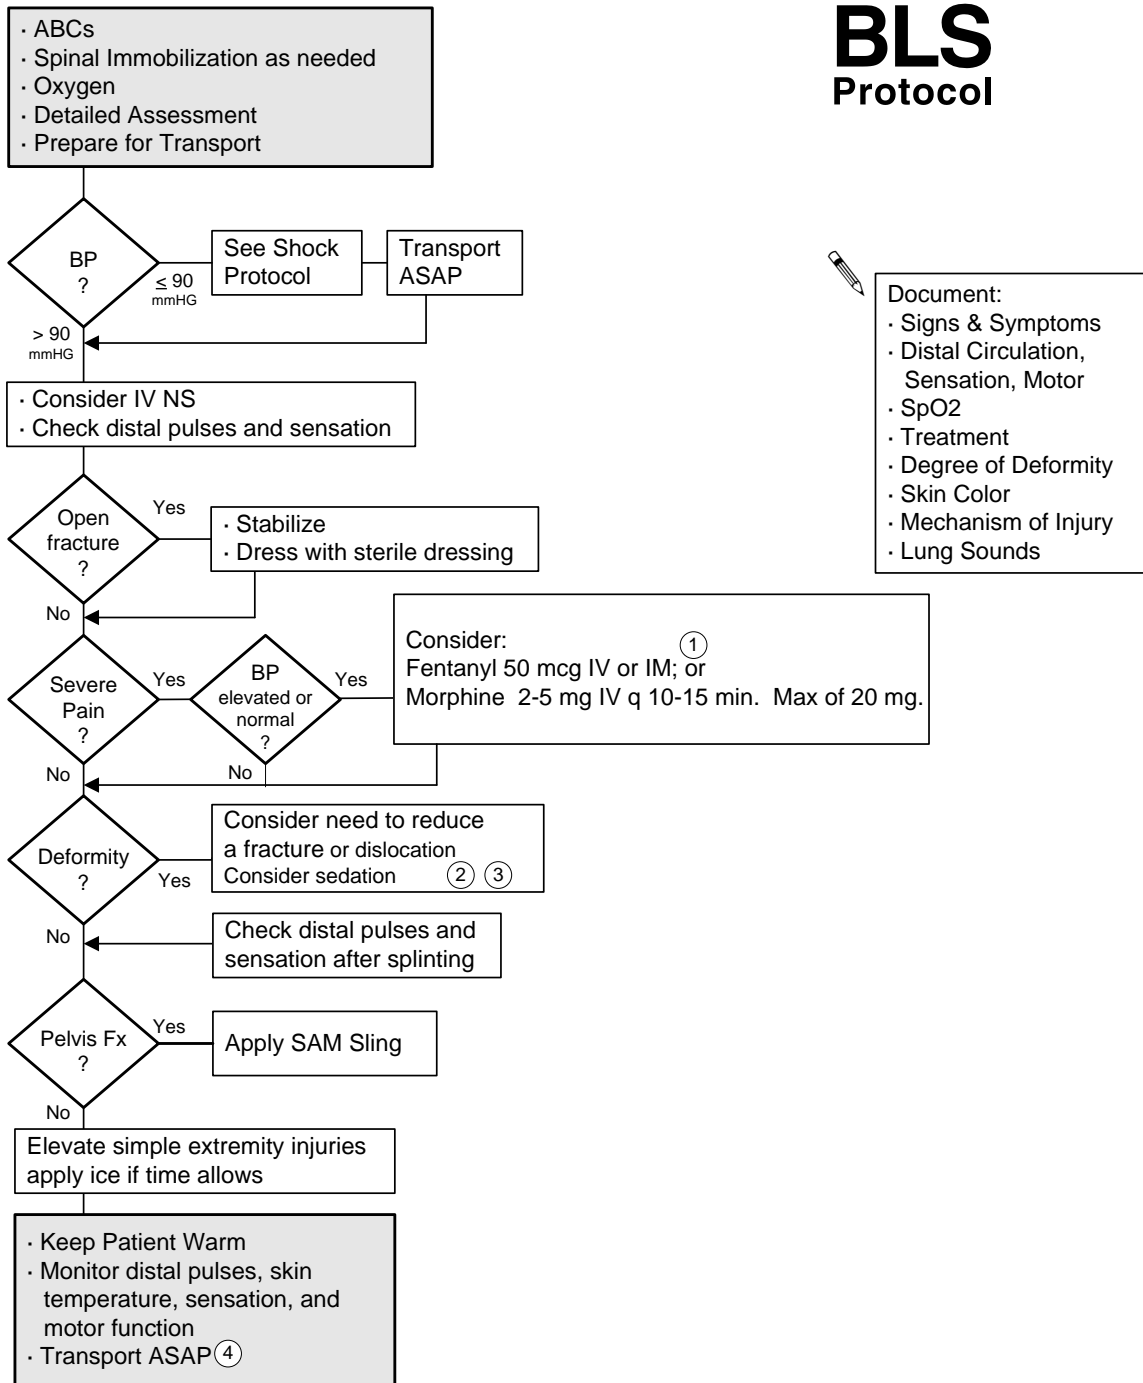 · ABCs
· Spinal Immobilization as needed
· Oxygen
· Detailed Assessment
· Prepare for Transport
BLS
Protocol
BP
?
≤ 90
mmHG
See Shock
Protocol
Transport
ASAP
> 90
mmHG
Document:
· Signs & Symptoms
· Distal Circulation,
Sensation, Motor
· SpO2
· Treatment
· Degree of Deformity
· Skin Color
· Mechanism of Injury
· Lung Sounds
· Consider IV NS
· Check distal pulses and sensation
Open
fracture
?
Yes
· Stabilize
· Dress with sterile dressing
No
Severe
Pain
?
Yes
BP
elevated or
normal
?
Yes
Consider: 1
Fentanyl 50 mcg IV or IM; or
Morphine 2-5 mg IV q 10-15 min. Max of 20 mg.
No
No
Deformity
?
Yes
Consider need to reduce
a fracture or dislocation
Consider sedation 2 3
No
Check distal pulses and
sensation after splinting
Pelvis Fx
?
Yes
Apply SAM Sling
No
Elevate simple extremity injuries
apply ice if time allows
· Keep Patient Warm
· Monitor distal pulses, skin
temperature, sensation, and
motor function
· Transport ASAP 4